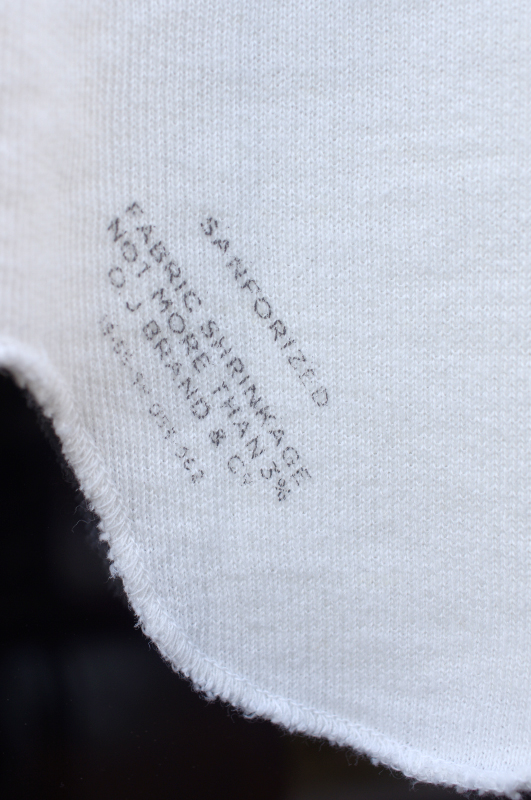 SANFORIZED
FABRIC SHRINKAGE
NOT MORE THAN 3%
O J BRAND & Co